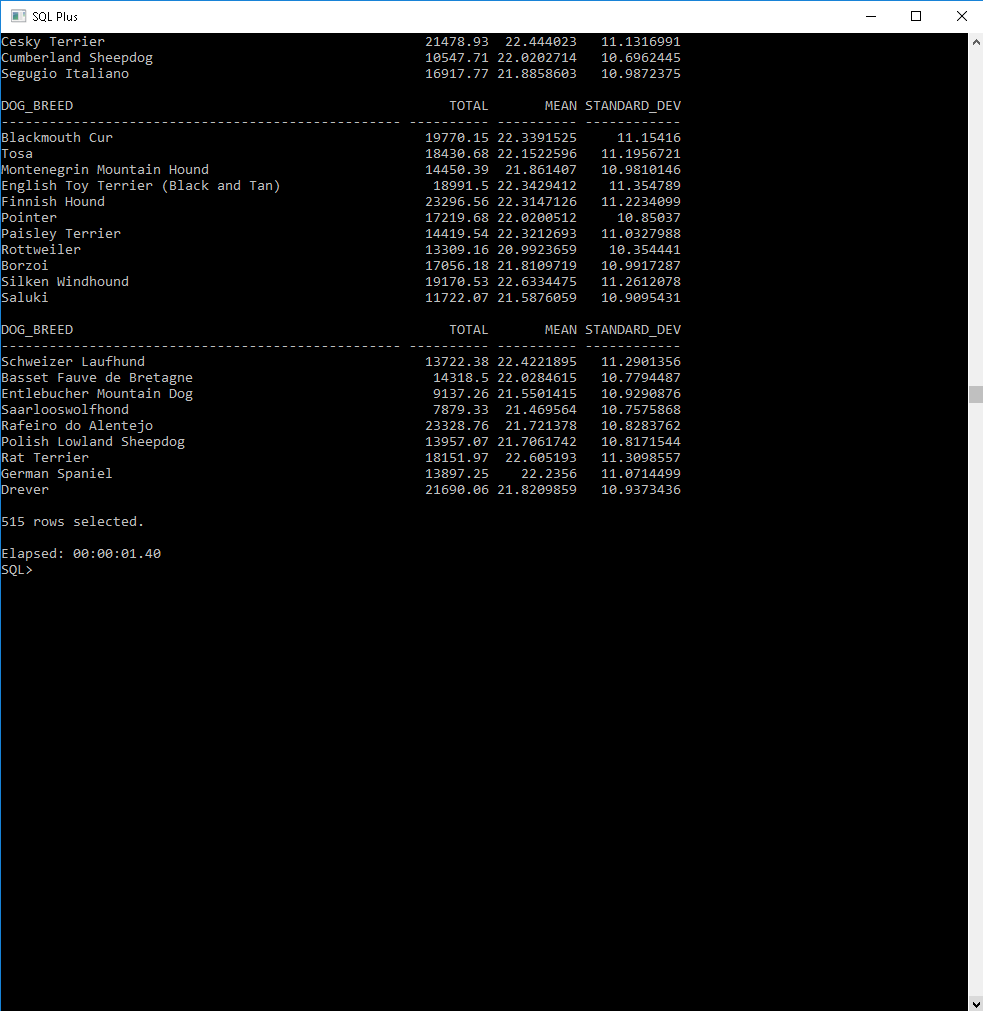 SQL Plus
Cesky Terrier                                        21478.93  22.444023   11.1316991
Cumberland Sheepdog                                  10547.71 22.0202714   10.6962445
Segugio Italiano                                     16917.77 21.8858603   10.9872375
DOG_BREED                                               TOTAL       MEAN STANDARD_DEV
-------------------------------------------------- ---------- ---------- ------------
Blackmouth Cur                                       19770.15 22.3391525     11.15416
Tosa                                                 18430.68 22.1522596   11.1956721
Montenegrin Mountain Hound                           14450.39  21.861407   10.9810146
English Toy Terrier (Black and Tan)                   18991.5 22.3429412    11.354789
Finnish Hound                                        23296.56 22.3147126   11.2234099
Pointer                                              17219.68 22.0200512     10.85037
Paisley Terrier                                      14419.54 22.3212693   11.0327988
Rottweiler                                           13309.16 20.9923659    10.354441
Borzoi                                               17056.18 21.8109719   10.9917287
Silken Windhound                                     19170.53 22.6334475   11.2612078
Saluki                                               11722.07 21.5876059   10.9095431
DOG_BREED                                               TOTAL       MEAN STANDARD_DEV
-------------------------------------------------- ---------- ---------- ------------
Schweizer Laufhund                                   13722.38 22.4221895   11.2901356
Basset Fauve de Bretagne                              14318.5 22.0284615   10.7794487
Entlebucher Mountain Dog                              9137.26 21.5501415   10.9290876
Saarlooswolfhond                                      7879.33  21.469564   10.7575868
Rafeiro do Alentejo                                  23328.76  21.721378   10.8283762
Polish Lowland Sheepdog                              13957.07 21.7061742   10.8171544
Rat Terrier                                          18151.97  22.605193   11.3098557
German Spaniel                                       13897.25    22.2356   11.0714499
Drever                                               21690.06 21.8209859   10.9373436
515 rows selected.
Elapsed: 00:00:01.40
SQL>